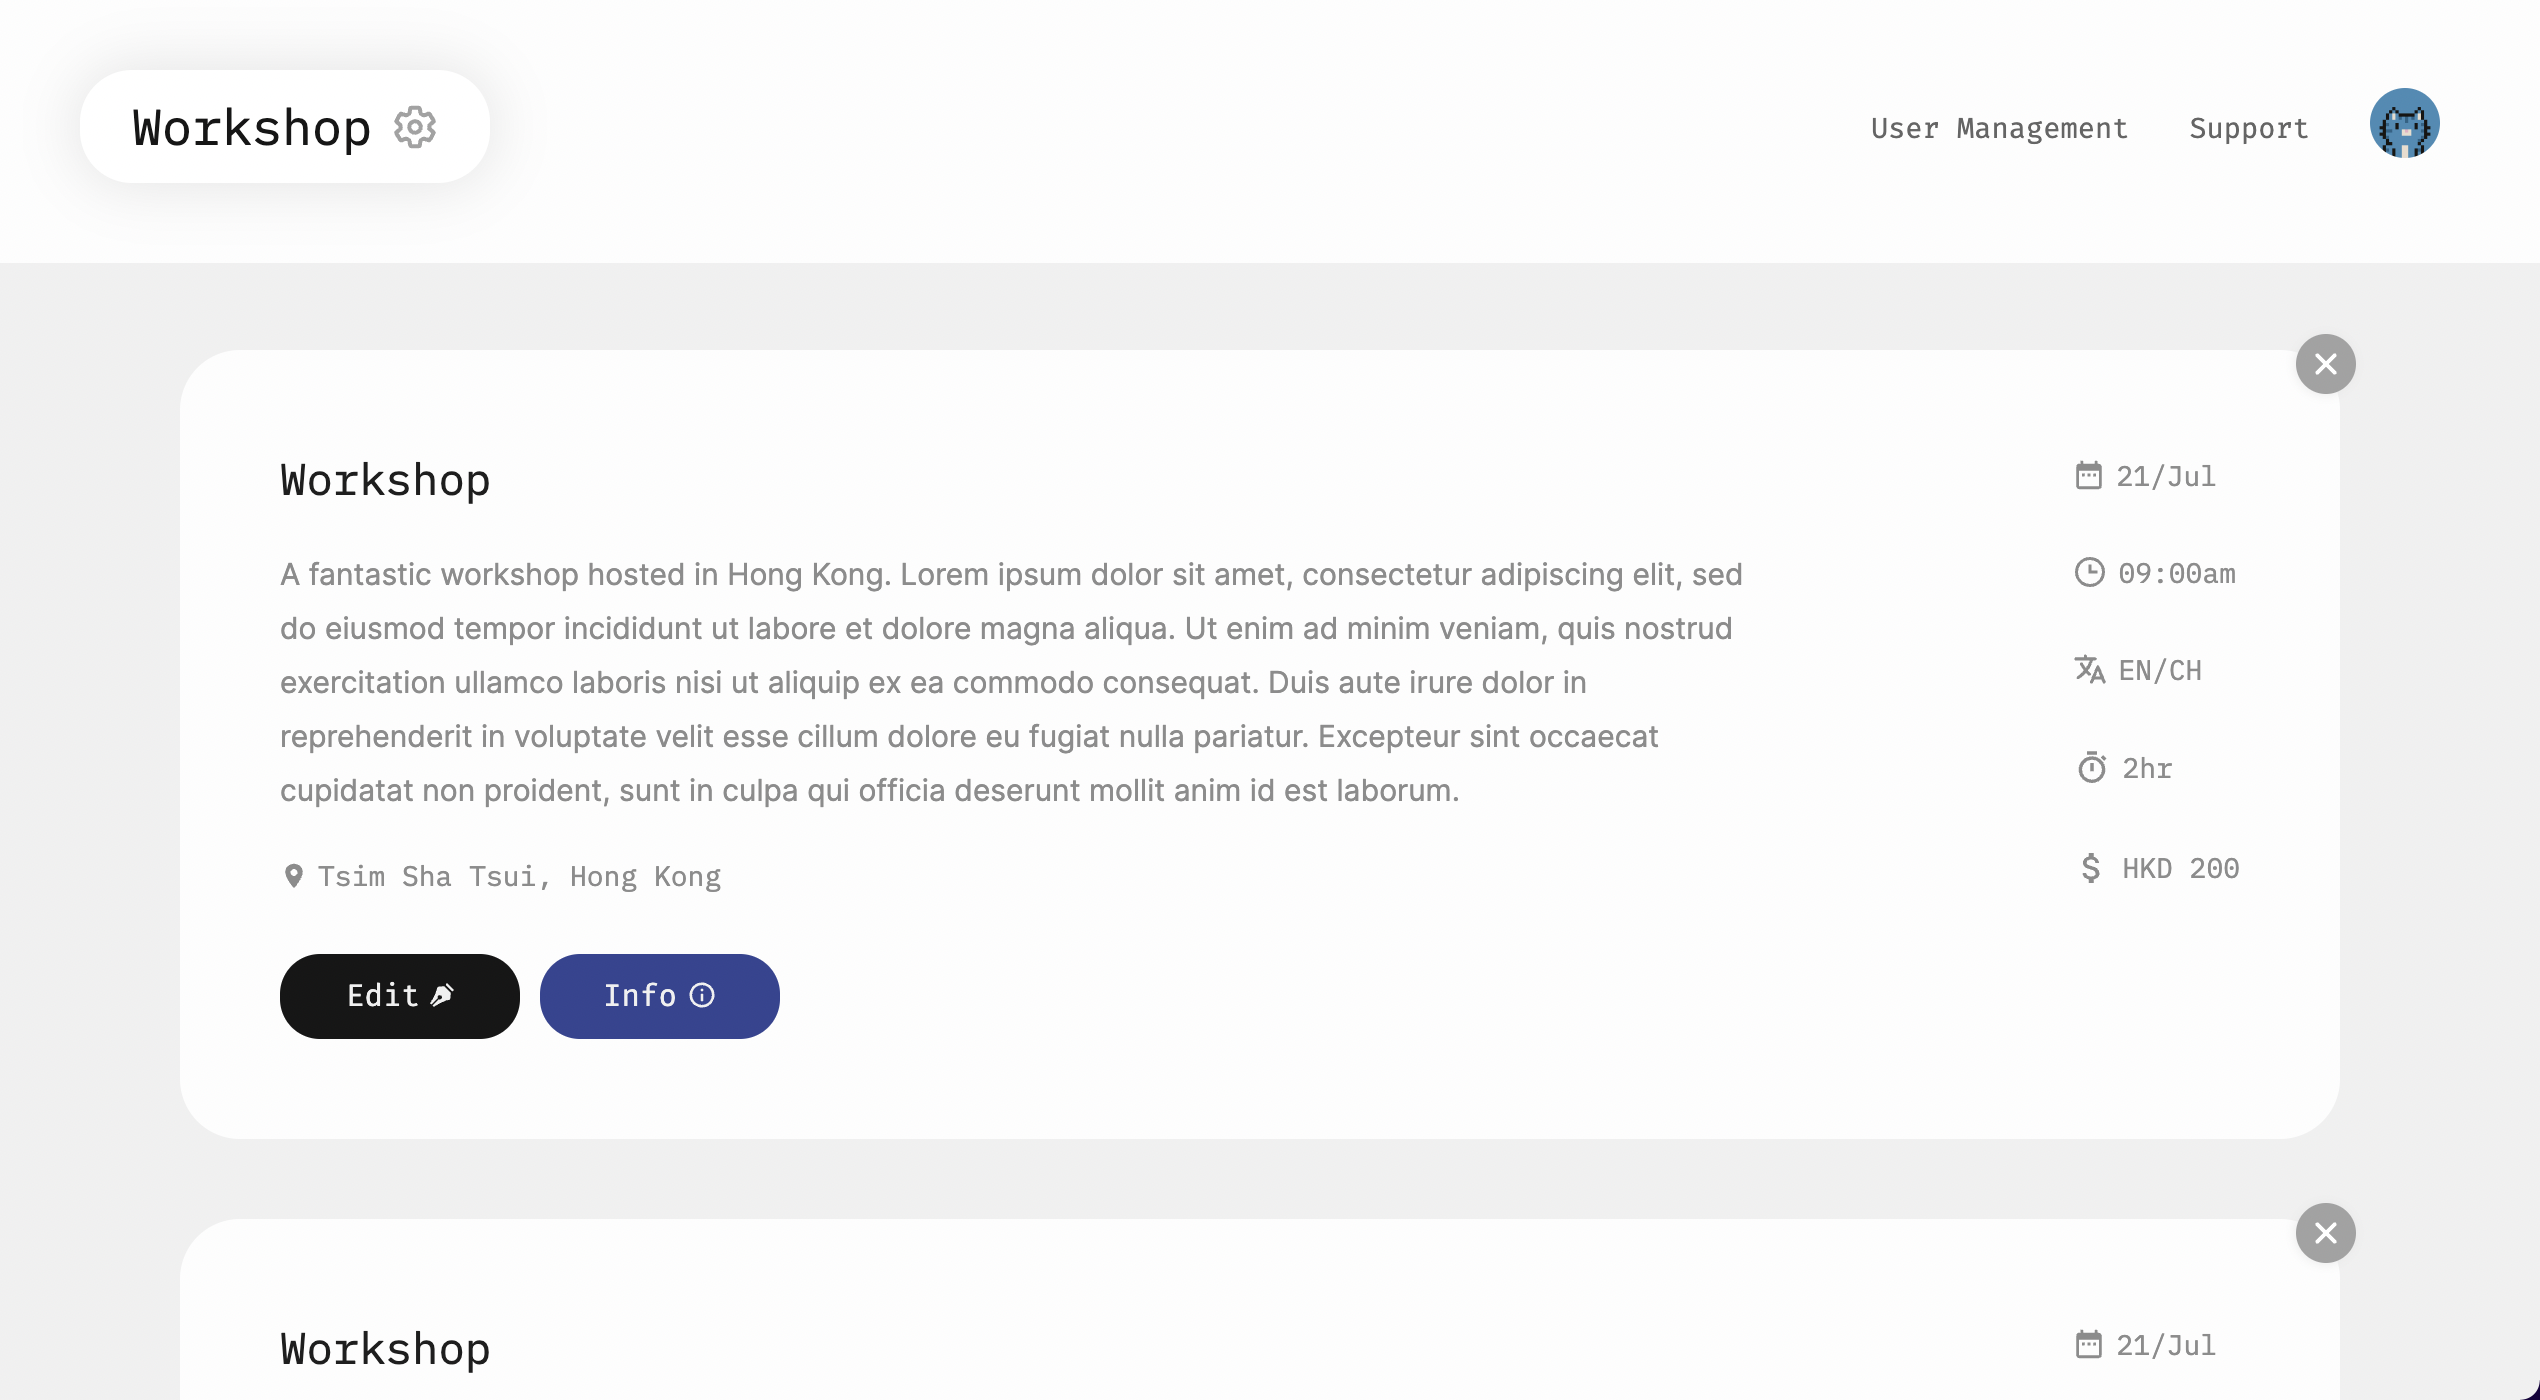 Workshop
User Management
Support
Workshop
21/Jul
A fantastic workshop hosted in Hong Kong. Lorem ipsum dolor sit amet, consectetur adipiscing elit, sed
do eiusmod tempor incididunt ut labore et dolore magna aliqua. Ut enim ad minim veniam, quis nostrud
exercitation ullamco laboris nisi ut aliquip ex ea commodo consequat. Duis aute irure dolor in
reprehenderit in voluptate velit esse cillum dolore eu fugiat nulla pariatur. Excepteur sint occaecat
cupidatat non proident, sunt in culpa qui officia deserunt mollit anim id est laborum.
09:00am
EN/CH
2hr
Tsim Sha Tsui, Hong Kong
$ HKD 200
Edit
Info
Workshop
21/Jul